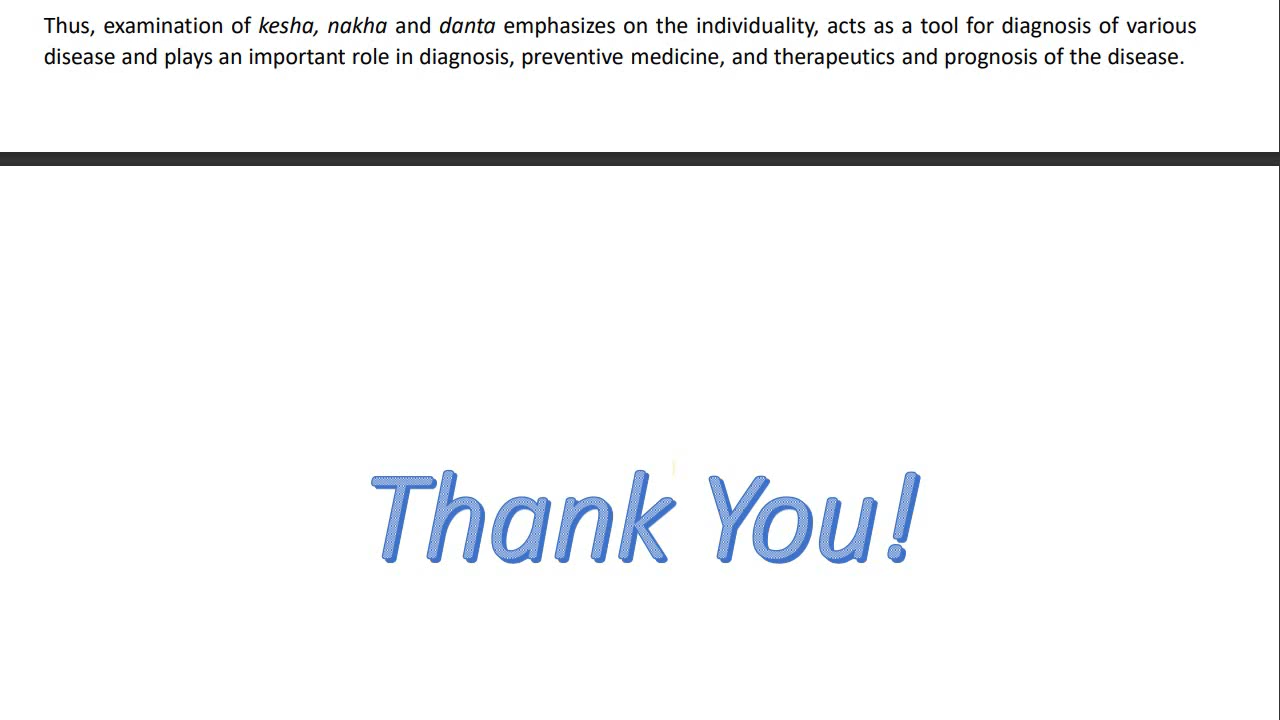 Thus, examination of kesha, nakha and danta emphasizes on the individuality, acts as a tool for diagnosis of various
disease and plays an important role in diagnosis, preventive medicine, and therapeutics and prognosis of the disease.
Thank You!